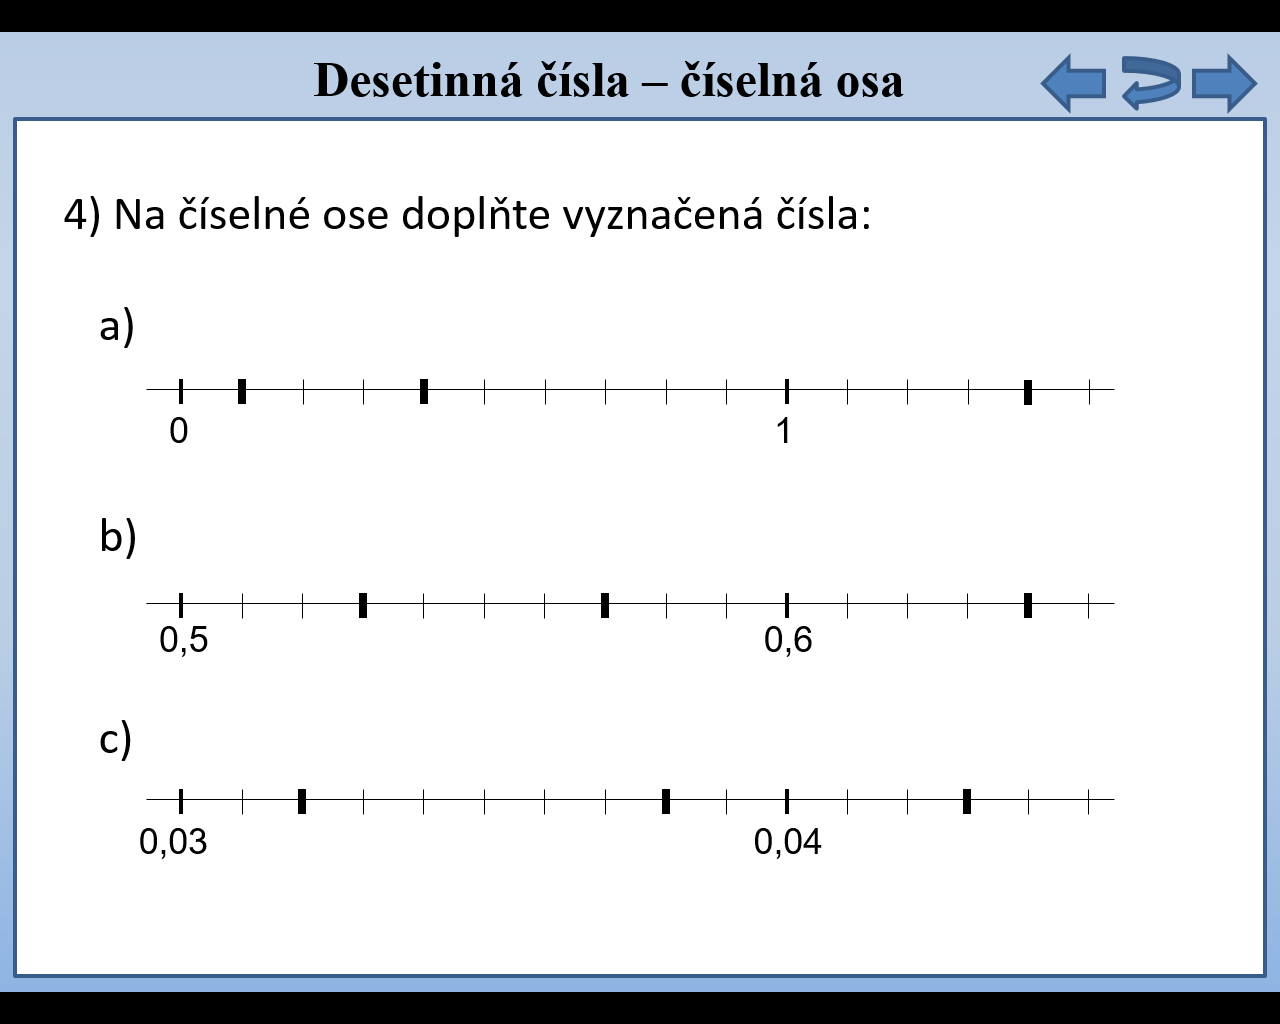 Desetinná čísla – číselná osa
4) Na číselné ose doplňte vyznačená čísla:
a)
0 1
b)
0,5 0,6
c)
0,03 0,04